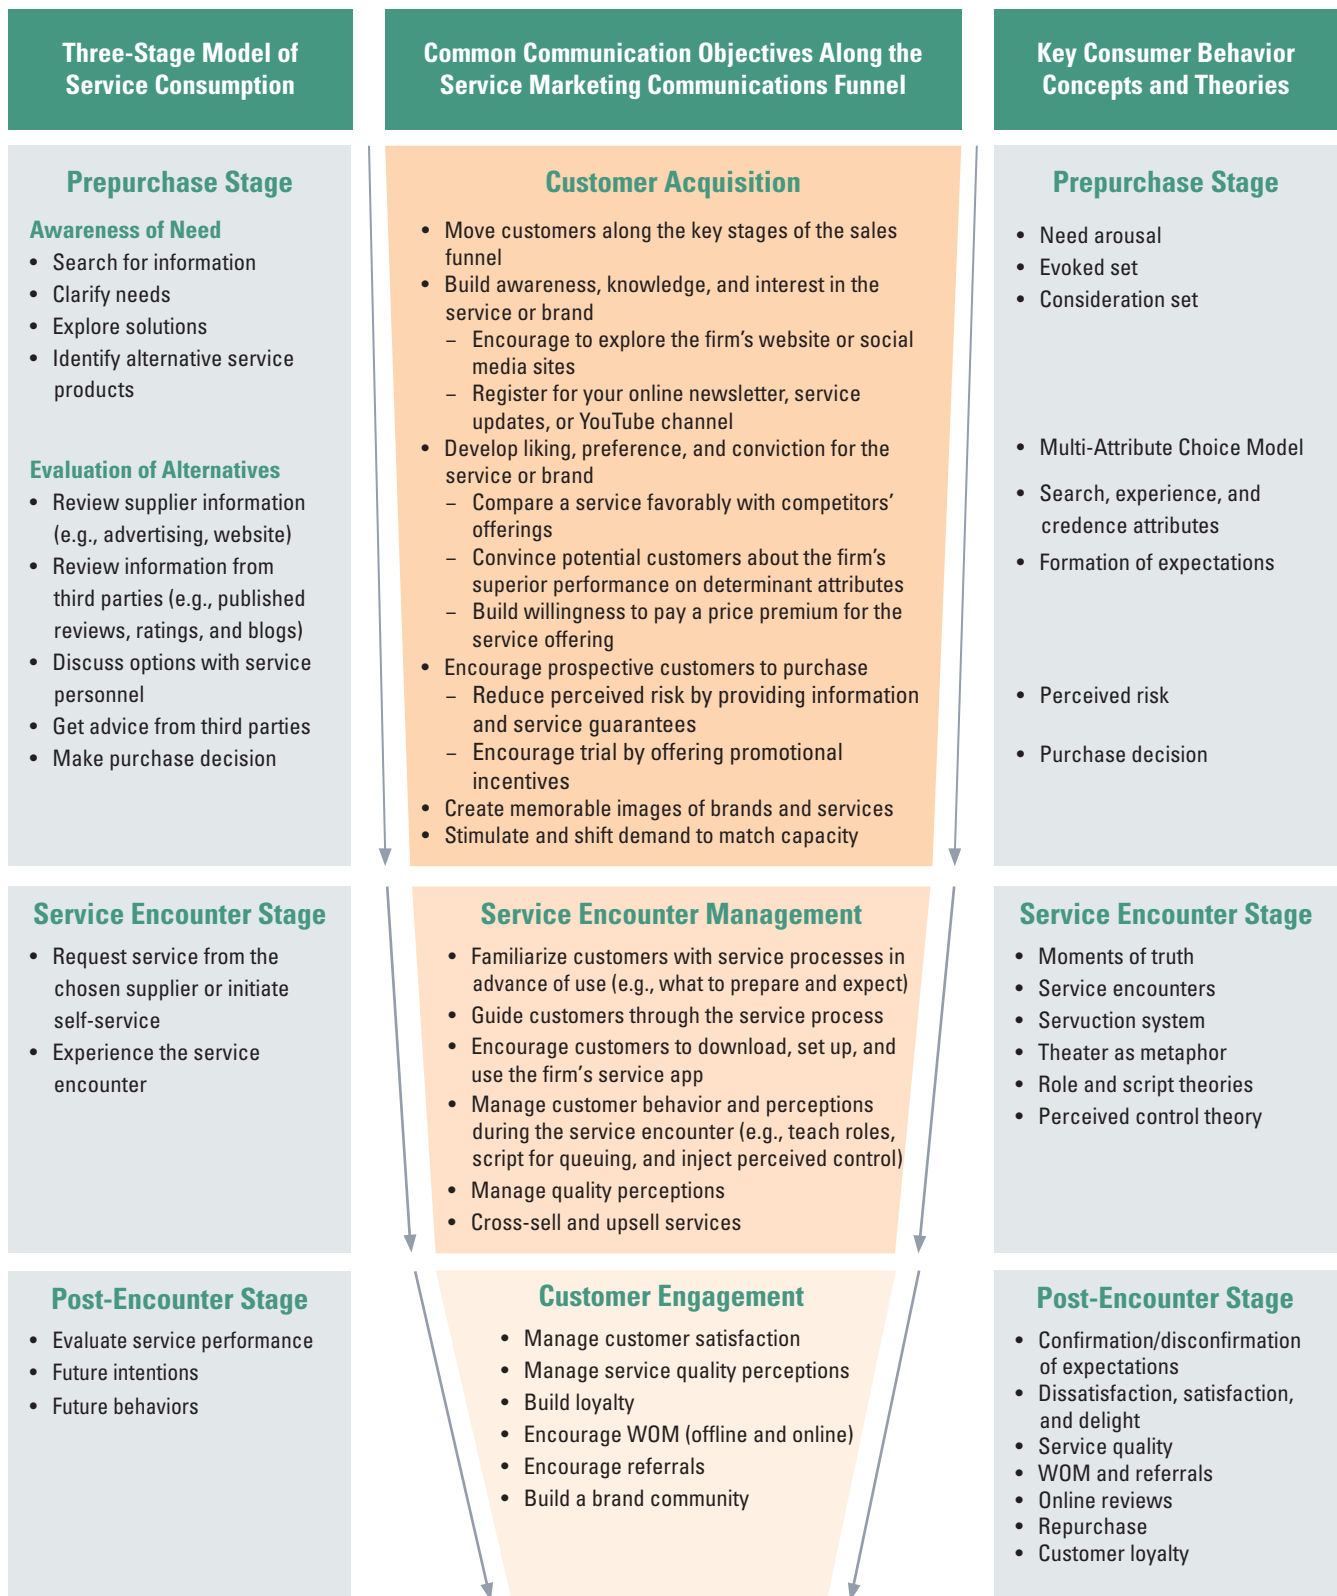 Three-Stage Model of
Service Consumption
Common Communication Objectives Along the
Service Marketing Communications Funnel
Key Consumer Behavior
Concepts and Theories
Prepurchase Stage
Awareness of Need
• Search for information
• Clarify needs
• Explore solutions
• Identify alternative service
products
Evaluation of Alternatives
• Review supplier information
(e.g., advertising, website)
• Review information from
third parties (e.g., published
reviews, ratings, and blogs)
• Discuss options with service
personnel
• Get advice from third parties
• Make purchase decision
Customer Acquisition
• Move customers along the key stages of the sales
funnel
• Build awareness, knowledge, and interest in the
service or brand
– Encourage to explore the firm's website or social
media sites
– Register for your online newsletter, service
updates, or YouTube channel
• Develop liking, preference, and conviction for the
service or brand
– Compare a service favorably with competitors'
offerings
– Convince potential customers about the firm's
superior performance on determinant attributes
– Build willingness to pay a price premium for the
service offering
• Encourage prospective customers to purchase
– Reduce perceived risk by providing information
and service guarantees
– Encourage trial by offering promotional
incentives
• Create memorable images of brands and services
• Stimulate and shift demand to match capacity
Prepurchase Stage
• Need arousal
• Evoked set
• Consideration set
• Multi-Attribute Choice Model
• Search, experience, and
credence attributes
• Formation of expectations
• Perceived risk
• Purchase decision
Service Encounter Stage
• Request service from the
chosen supplier or initiate
self-service
• Experience the service
encounter
Service Encounter Management
• Familiarize customers with service processes in
advance of use (e.g., what to prepare and expect)
• Guide customers through the service process
• Encourage customers to download, set up, and
use the firm's service app
• Manage customer behavior and perceptions
during the service encounter (e.g., teach roles,
script for queuing, and inject perceived control)
• Manage quality perceptions
• Cross-sell and upsell services
Service Encounter Stage
• Moments of truth
• Service encounters
• Servuction system
• Theater as metaphor
• Role and script theories
• Perceived control theory
Post-Encounter Stage
• Evaluate service performance
• Future intentions
• Future behaviors
Customer Engagement
• Manage customer satisfaction
• Manage service quality perceptions
• Build loyalty
• Encourage WOM (offline and online)
• Encourage referrals
• Build a brand community
Post-Encounter Stage
• Confirmation/disconfirmation
of expectations
• Dissatisfaction, satisfaction,
and delight
• Service quality
• WOM and referrals
• Online reviews
• Repurchase
• Customer loyalty